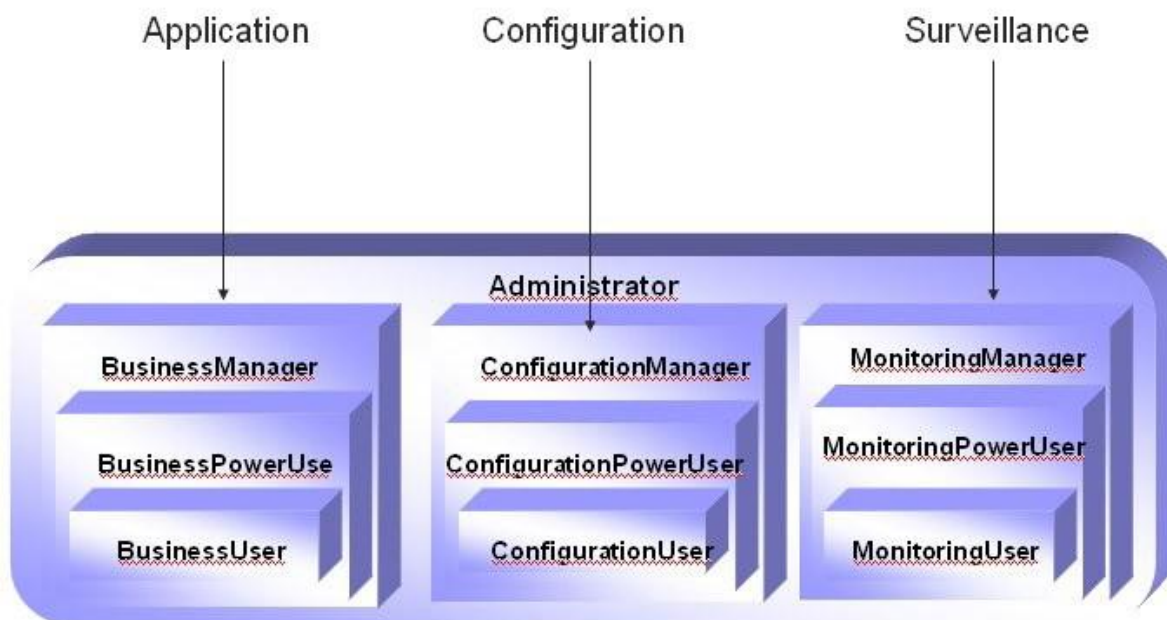 Application
Configuration
Surveillance
Administrator
BusinessManager
ConfigurationManager
MonitoringManager
BusinessPowerUse
ConfigurationPowerUser
MonitoringPowerUser
BusinessUser
ConfigurationUser
MonitoringUser